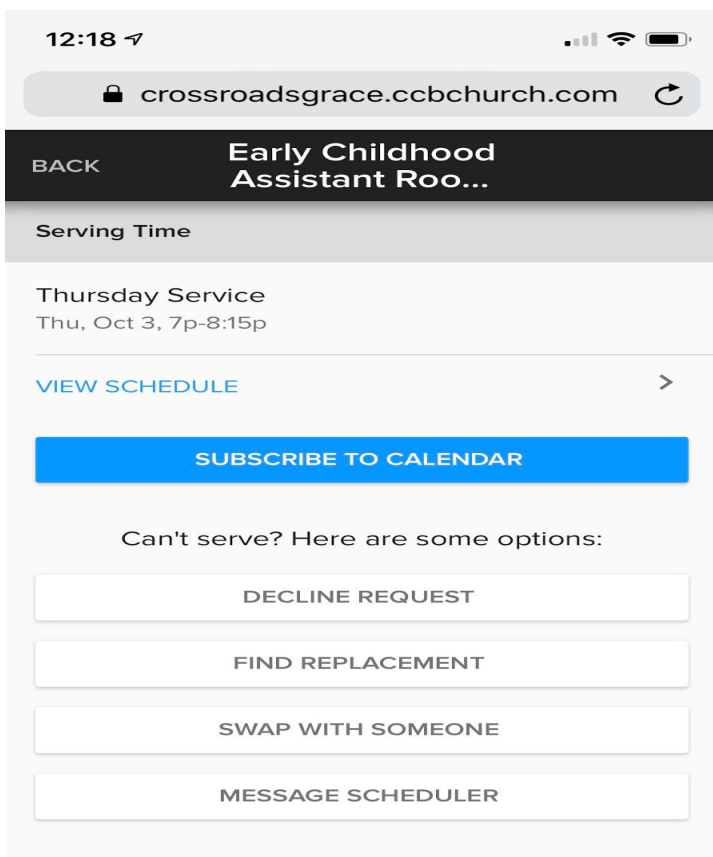 12:18
crossroadsgrace.ccbchurch.com
BACK
Early Childhood
Assistant Roo...
Serving Time
Thursday Service
Thu, Oct 3, 7p-8:15p
VIEW SCHEDULE
SUBSCRIBE TO CALENDAR
Can't serve? Here are some options:
DECLINE REQUEST
FIND REPLACEMENT
SWAP WITH SOMEONE
MESSAGE SCHEDULER